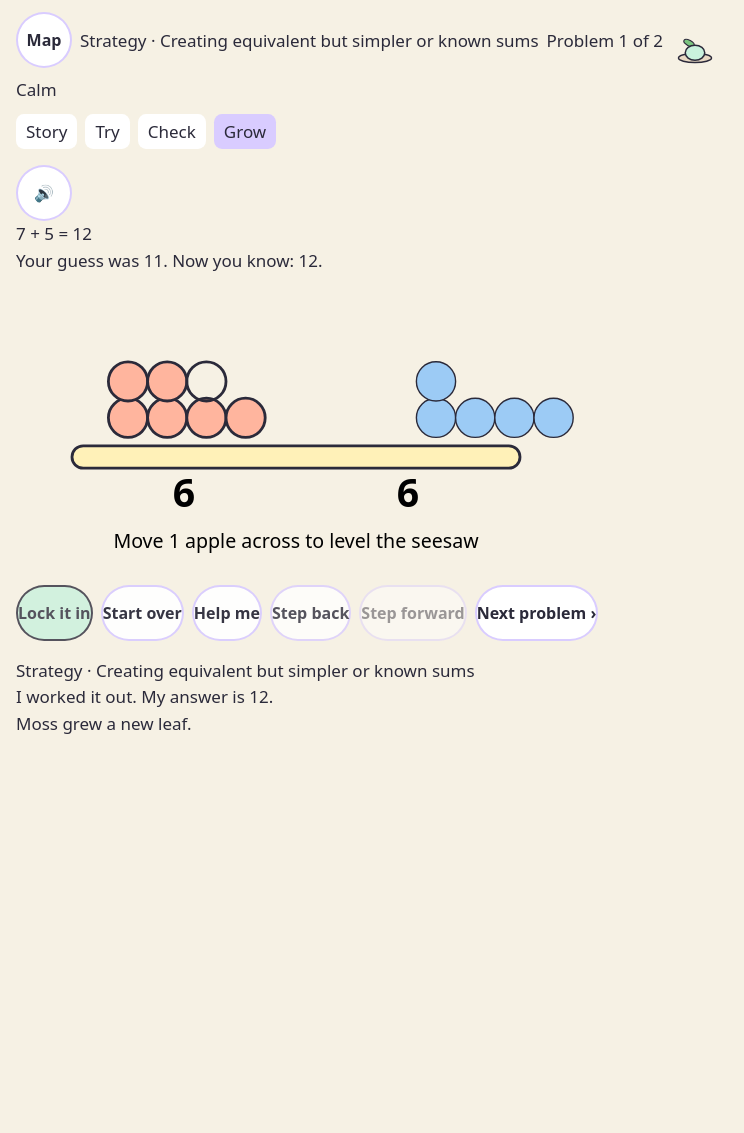 Map
Strategy · Creating equivalent but simpler or known sums
Problem 1 of 2
Calm
Story
Try
Check
Grow
7 + 5 = 12
Your guess was 11. Now you know: 12.
6
6
Move 1 apple across to level the seesaw
Lock it in
Start over
Help me
Step back
Step forward
Next problem ›
Strategy · Creating equivalent but simpler or known sums
I worked it out. My answer is 12.
Moss grew a new leaf.